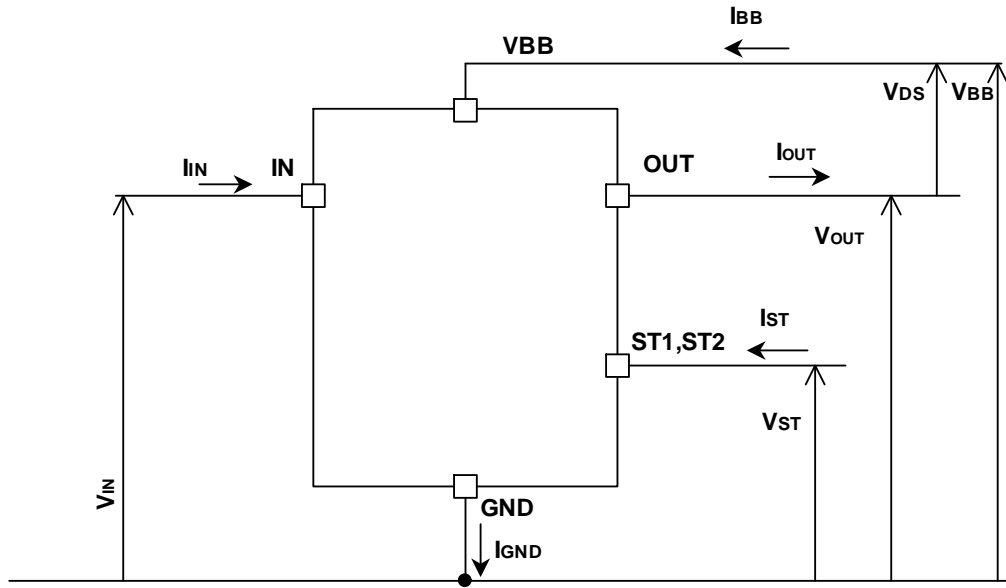 IBB
VBB
VDS VBB
IIN IN OUT IOUT
VOUT
IST
ST1,ST2
VST
VIN
GND
IGND